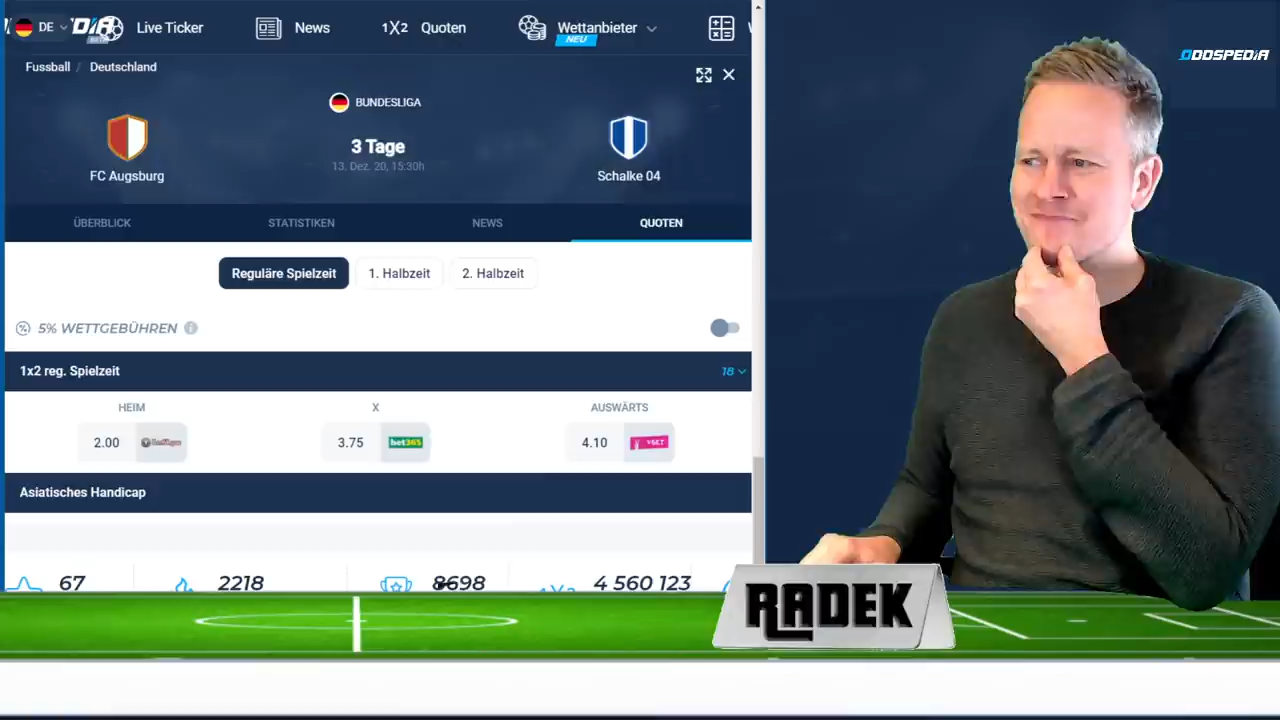 DE
Live Ticker
News
1X2 Quoten
Wettanbieter
NEU
ODDSPEDiA
Fussball / Deutschland
BUNDESLIGA
3 Tage
13. Dez. 20, 15:30h
FC Augsburg
Schalke 04
ÜBERBLICK
STATISTIKEN
NEWS
QUOTEN
Reguläre Spielzeit
1. Halbzeit
2. Halbzeit
5% WETTGEBÜHREN
1x2 reg. Spielzeit
18
HEIM
X
AUSWÄRTS
2.00
3.75
bet365
4.10
VBET
Asiatisches Handicap
67
2218
8698
4 560 123
RADEK